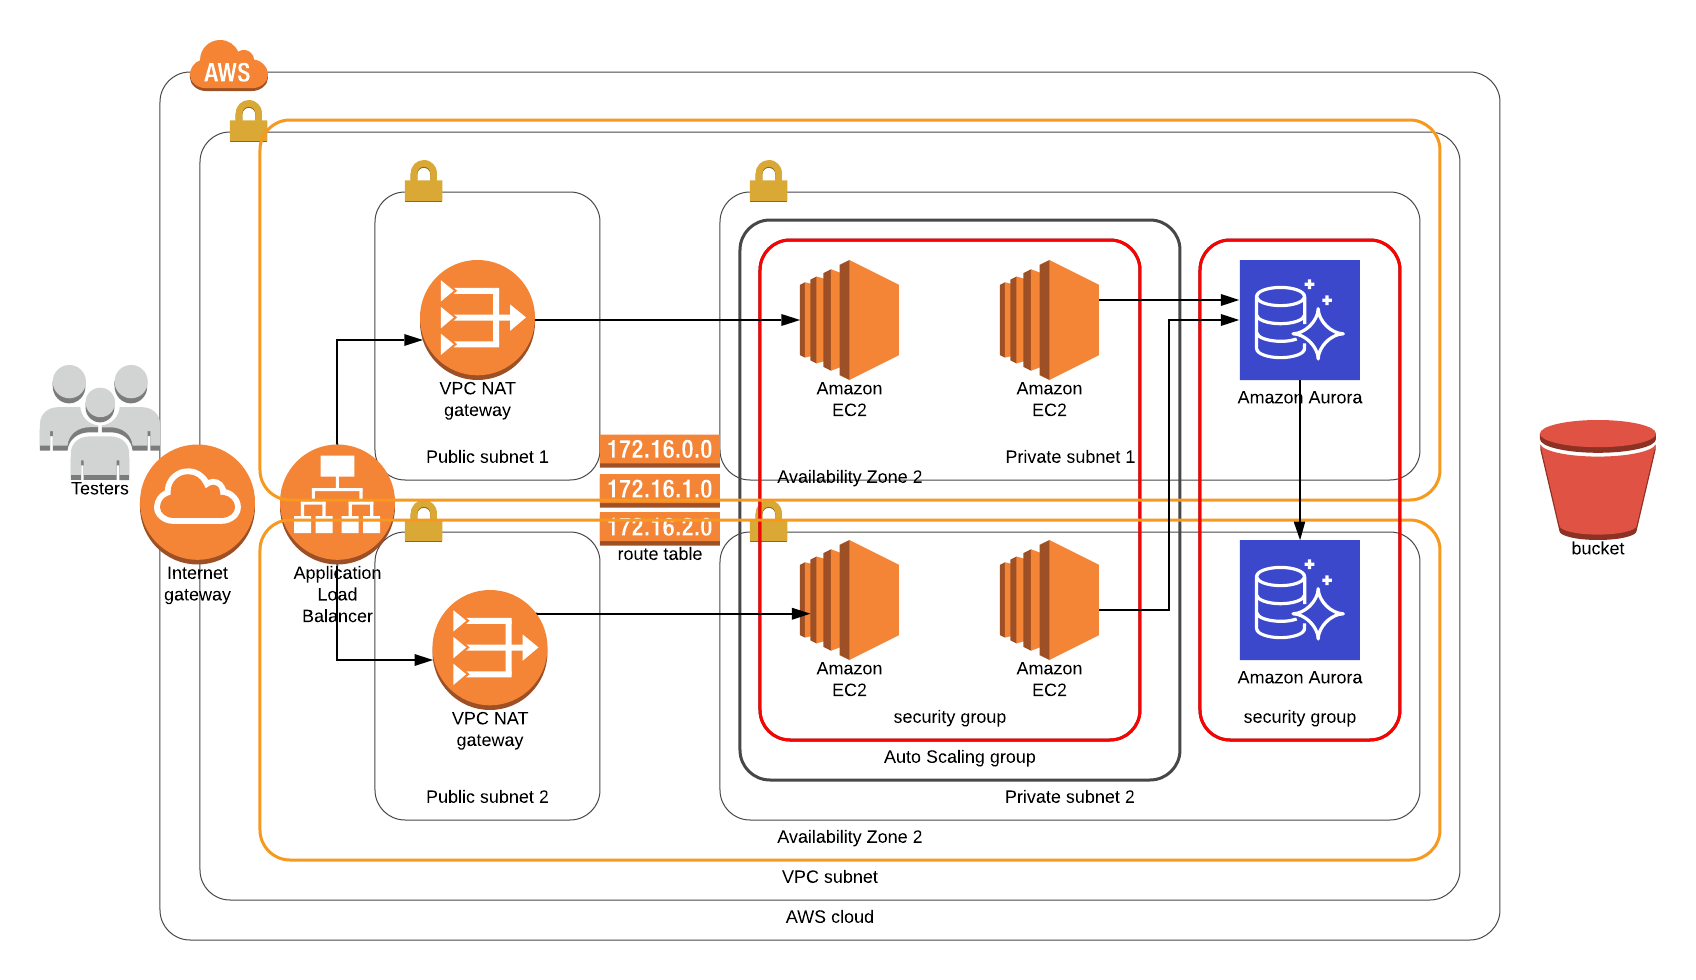 AWS
VPC NAT
gateway
Public subnet 1
Amazon
EC2
Amazon
EC2
Amazon Aurora
Private subnet 1
Availability Zone 2
172.16.0.0
172.16.1.0
172.16.2.0
route table
Testers
Internet
gateway
Application
Load
Balancer
bucket
VPC NAT
gateway
Public subnet 2
Amazon
EC2
Amazon
EC2
Amazon Aurora
security group
security group
Auto Scaling group
Private subnet 2
Availability Zone 2
VPC subnet
AWS cloud